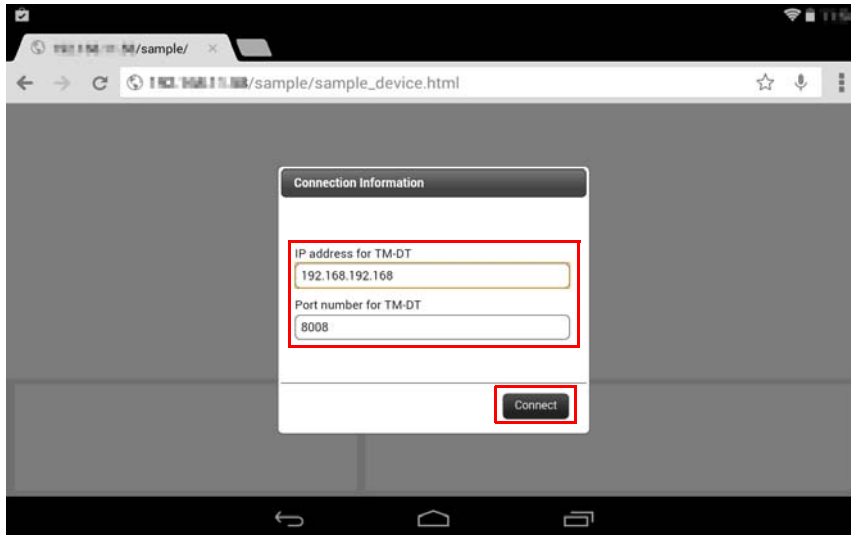 /sample/
/sample/sample_device.html
Connection Information
IP address for TM-DT
192.168.192.168
Port number for TM-DT
8008
Connect